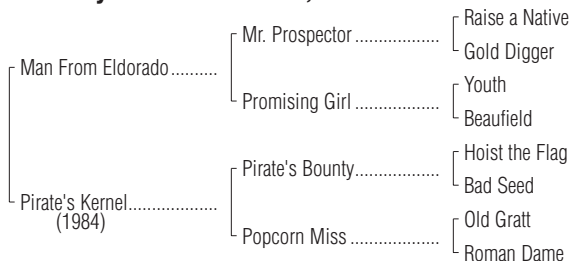 Raise a Native
Mr. Prospector ....................
Gold Digger
Man From Eldorado ..........
Youth
Promising Girl ....................
Beaufield
Hoist the Flag
Pirate's Bounty ....................
Bad Seed
Pirate's Kernel ....................
(1984)
Old Gratt
Popcorn Miss ....................
Roman Dame